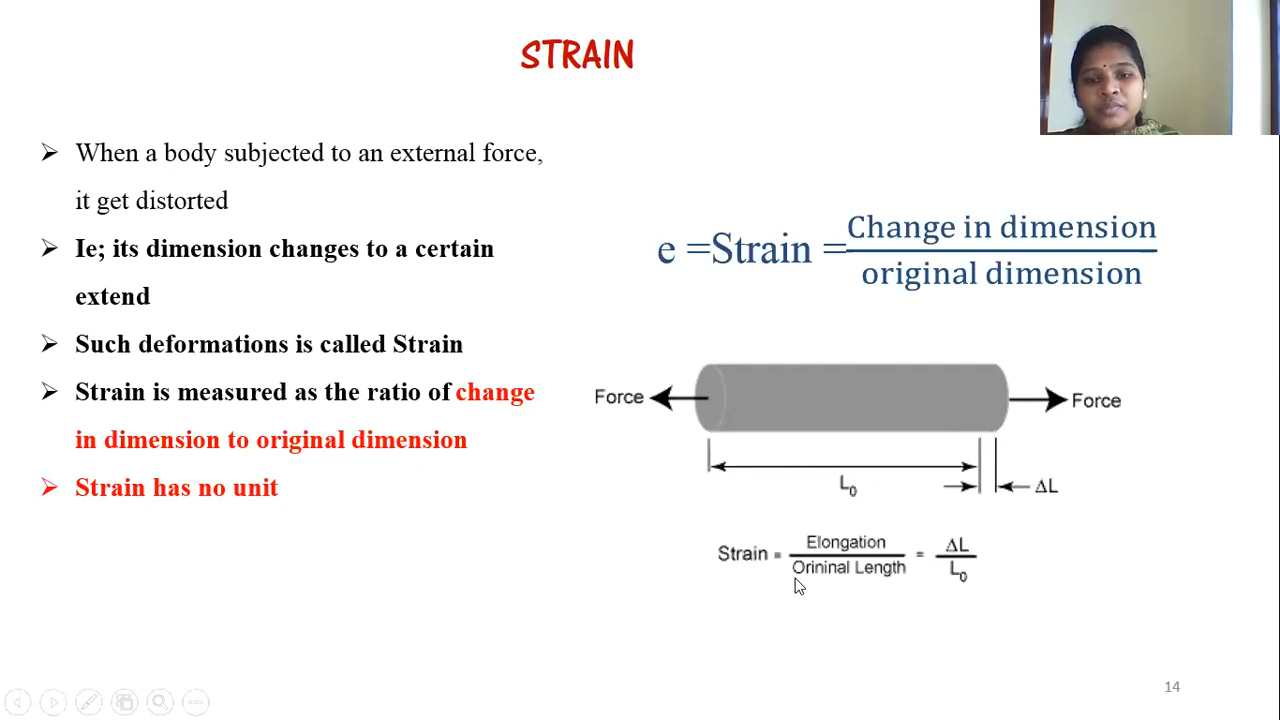 STRAIN
➢ When a body subjected to an external force,
it get distorted
➢ Ie; its dimension changes to a certain
extend
➢ Such deformations is called Strain
➢ Strain is measured as the ratio of change
in dimension to original dimension
➢ Strain has no unit
e =Strain = Change in dimension
original dimension
Force Force
L₀ ΔL
Strain = Elongation = ΔL
Orininal Length L₀
14